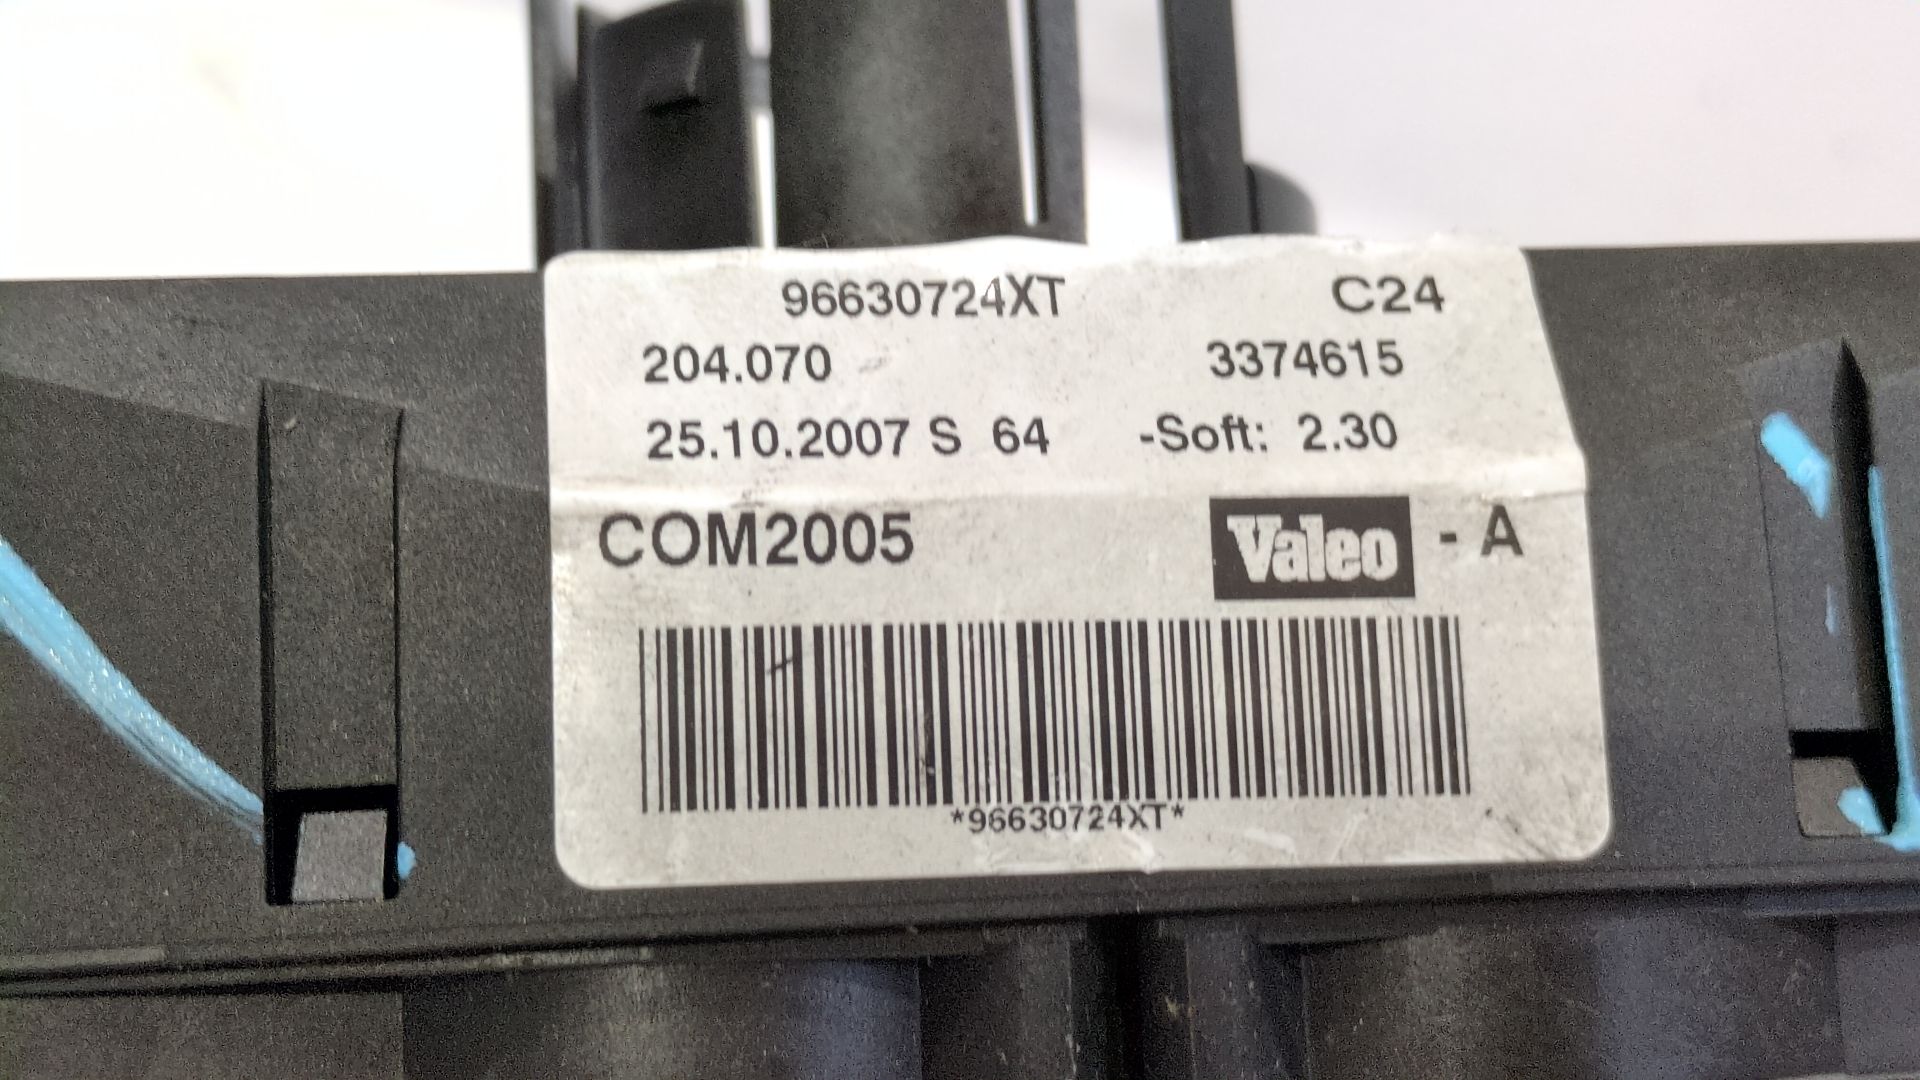 96630724XT C24
204.070 3374615
25.10.2007 S 64 -Soft: 2.30
COM2005 Valeo - A
*96630724XT*